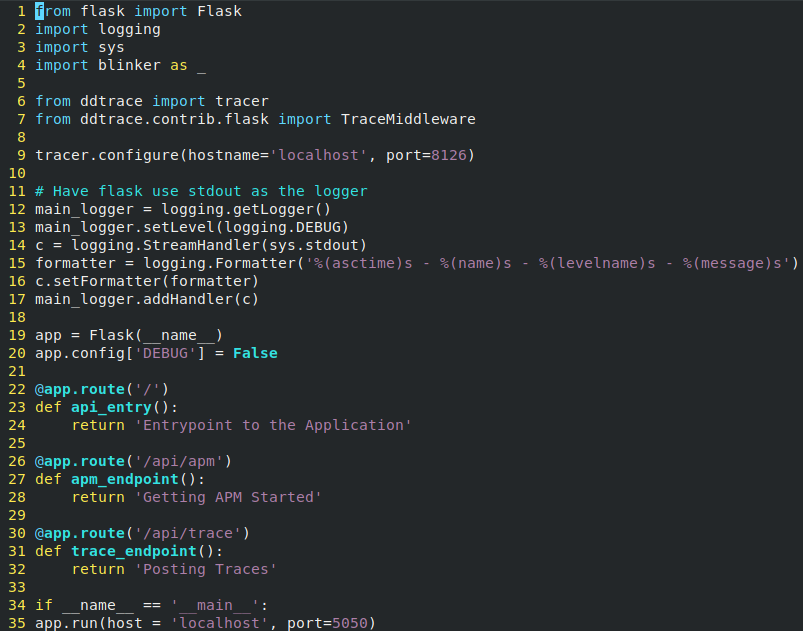 1 from flask import Flask
2 import logging
3 import sys
4 import blinker as _
5
6 from ddtrace import tracer
7 from ddtrace.contrib.flask import TraceMiddleware
8
9 tracer.configure(hostname='localhost', port=8126)
10
11 # Have flask use stdout as the logger
12 main_logger = logging.getLogger()
13 main_logger.setLevel(logging.DEBUG)
14 c = logging.StreamHandler(sys.stdout)
15 formatter = logging.Formatter('%(asctime)s - %(name)s - %(levelname)s - %(message)s')
16 c.setFormatter(formatter)
17 main_logger.addHandler(c)
18
19 app = Flask(__name__)
20 app.config['DEBUG'] = False
21
22 @app.route('/')
23 def api_entry():
24     return 'Entrypoint to the Application'
25
26 @app.route('/api/apm')
27 def apm_endpoint():
28     return 'Getting APM Started'
29
30 @app.route('/api/trace')
31 def trace_endpoint():
32     return 'Posting Traces'
33
34 if __name__ == '__main__':
35 app.run(host = 'localhost', port=5050)